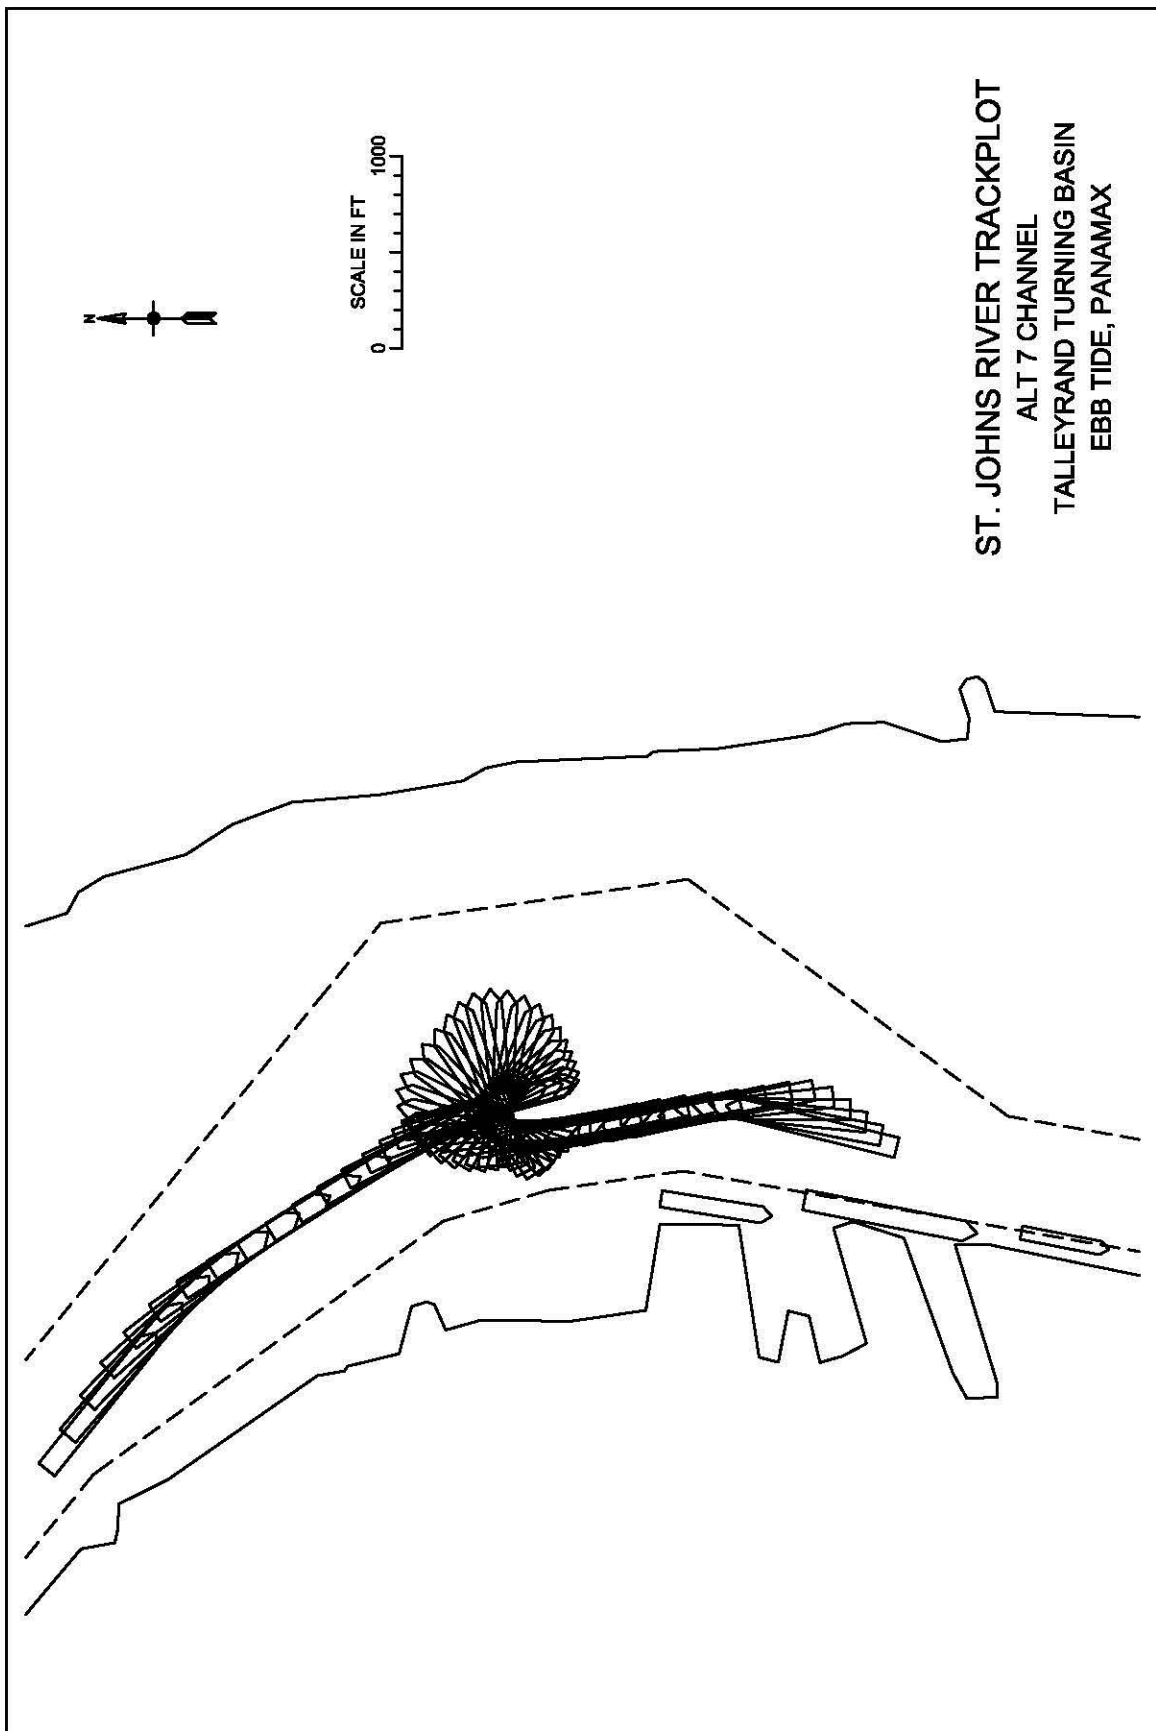 N
SCALE IN FT
0 1000
ST. JOHNS RIVER TRACKPLOT
ALT 7 CHANNEL
TALLEYRAND TURNING BASIN
EBB TIDE, PANAMAX